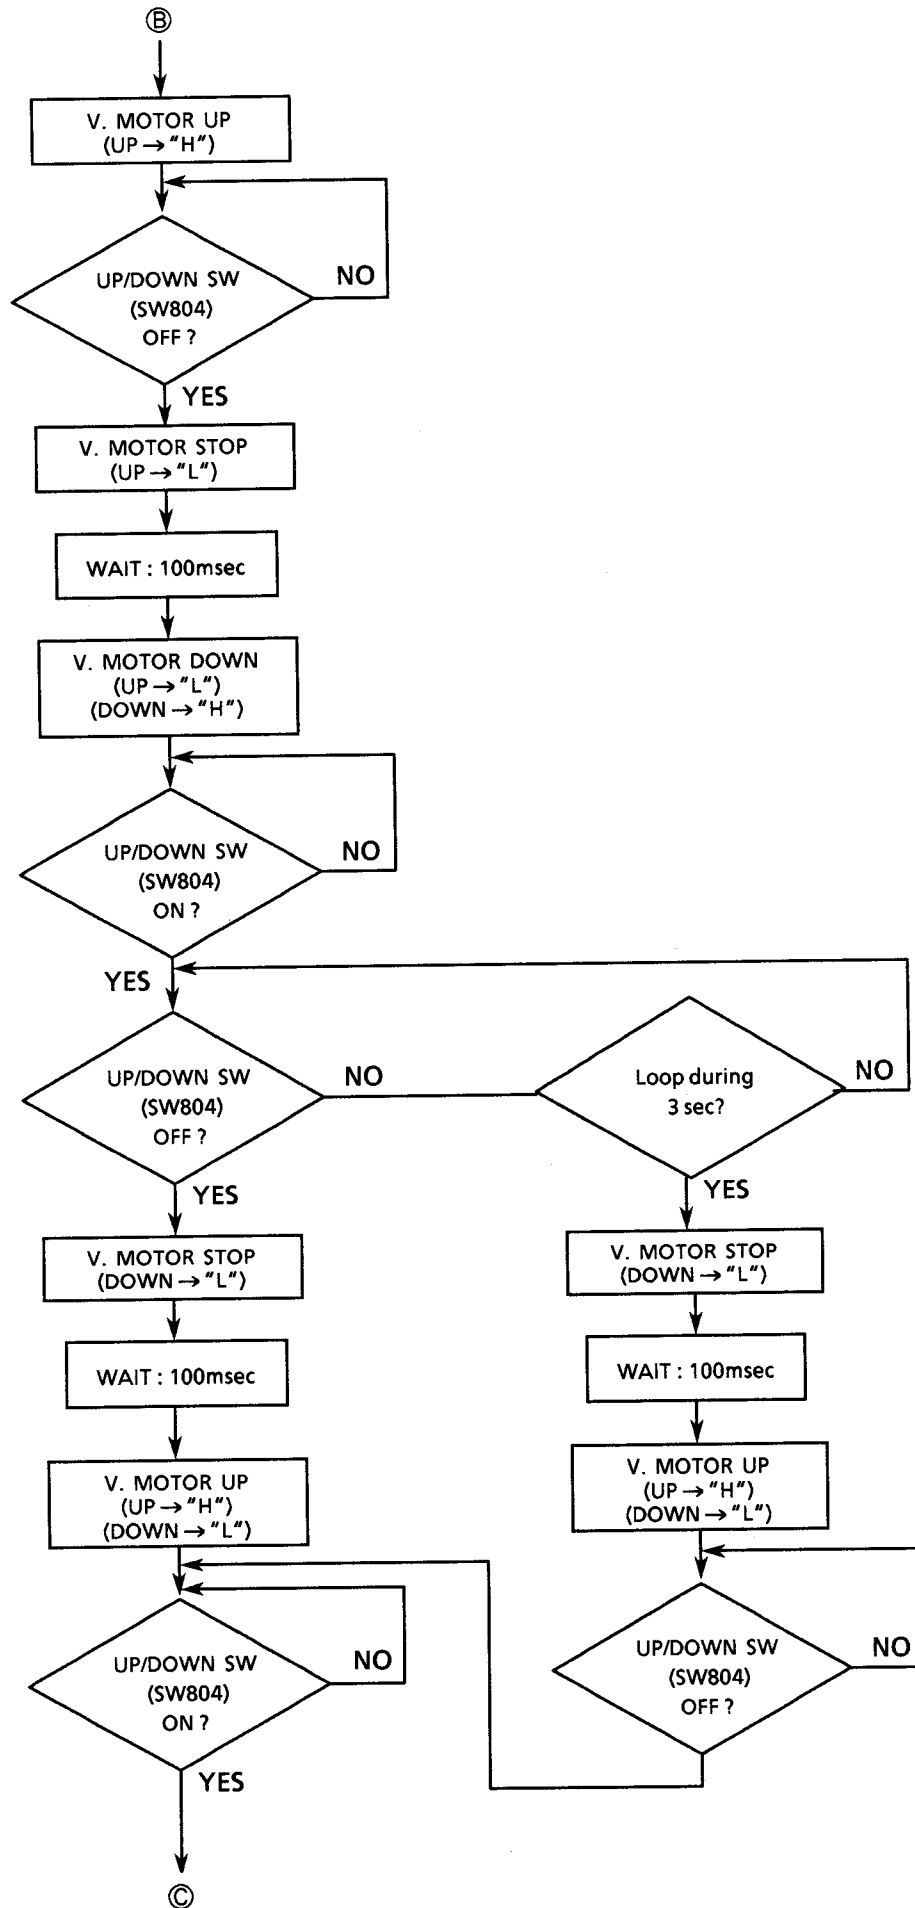 Ⓑ
V. MOTOR UP
(UP → "H")
UP/DOWN SW
(SW804)
OFF ?
NO
YES
V. MOTOR STOP
(UP → "L")
WAIT : 100msec
V. MOTOR DOWN
(UP → "L")
(DOWN → "H")
UP/DOWN SW
(SW804)
ON ?
NO
YES
UP/DOWN SW
(SW804)
OFF ?
NO
YES
Loop during
3 sec?
NO
YES
V. MOTOR STOP
(DOWN → "L")
WAIT : 100msec
V. MOTOR UP
(UP → "H")
(DOWN → "L")
UP/DOWN SW
(SW804)
ON ?
NO
YES
V. MOTOR STOP
(DOWN → "L")
WAIT : 100msec
V. MOTOR UP
(UP → "H")
(DOWN → "L")
UP/DOWN SW
(SW804)
OFF ?
NO
Ⓒ